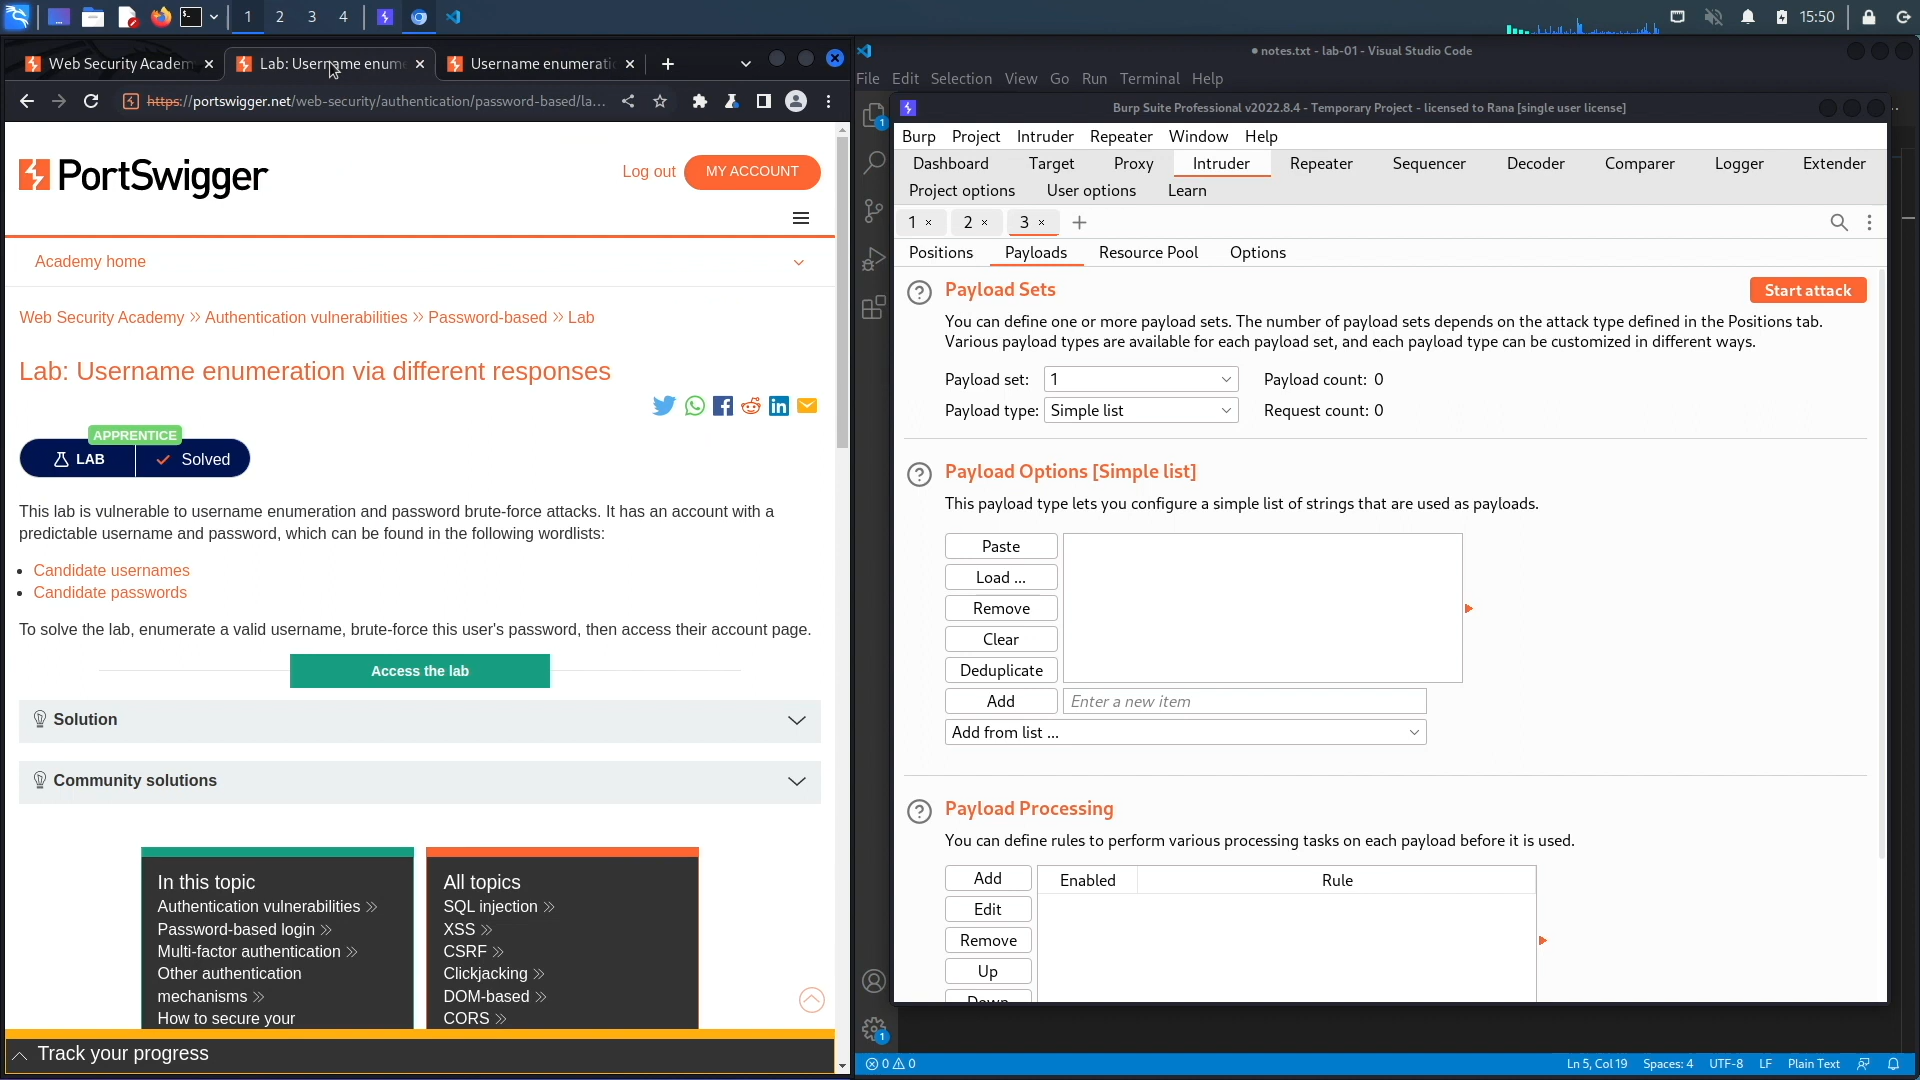 1 2 3 4
15:50
Web Security Academ
Lab: Username enume
Username enumerati
https://portswigger.net/web-security/authentication/password-based/la...
PortSwigger
Log out
MY ACCOUNT
Academy home
Web Security Academy » Authentication vulnerabilities » Password-based » Lab
Lab: Username enumeration via different responses
APPRENTICE
LAB
Solved
This lab is vulnerable to username enumeration and password brute-force attacks. It has an account with a
predictable username and password, which can be found in the following wordlists:
Candidate usernames
Candidate passwords
To solve the lab, enumerate a valid username, brute-force this user's password, then access their account page.
Access the lab
Solution
Community solutions
In this topic
Authentication vulnerabilities »
Password-based login »
Multi-factor authentication »
Other authentication
mechanisms »
How to secure your
All topics
SQL injection »
XSS »
CSRF »
Clickjacking »
DOM-based »
CORS »
Track your progress
● notes.txt - lab-01 - Visual Studio Code
File Edit Selection View Go Run Terminal Help
1
Burp Suite Professional v2022.8.4 - Temporary Project - licensed to Rana [single user license]
Burp Project Intruder Repeater Window Help
Dashboard Target Proxy Intruder Repeater Sequencer Decoder Comparer Logger Extender
Project options User options Learn
1 × 2 × 3 × +
Positions Payloads Resource Pool Options
Payload Sets
Start attack
You can define one or more payload sets. The number of payload sets depends on the attack type defined in the Positions tab.
Various payload types are available for each payload set, and each payload type can be customized in different ways.
Payload set: 1 Payload count: 0
Payload type: Simple list Request count: 0
Payload Options [Simple list]
This payload type lets you configure a simple list of strings that are used as payloads.
Paste
Load ...
Remove
Clear
Deduplicate
Add Enter a new item
Add from list ...
Payload Processing
You can define rules to perform various processing tasks on each payload before it is used.
Add
Enabled Rule
Edit
Remove
Up
Down
1
0 0
Ln 5, Col 19 Spaces: 4 UTF-8 LF Plain Text